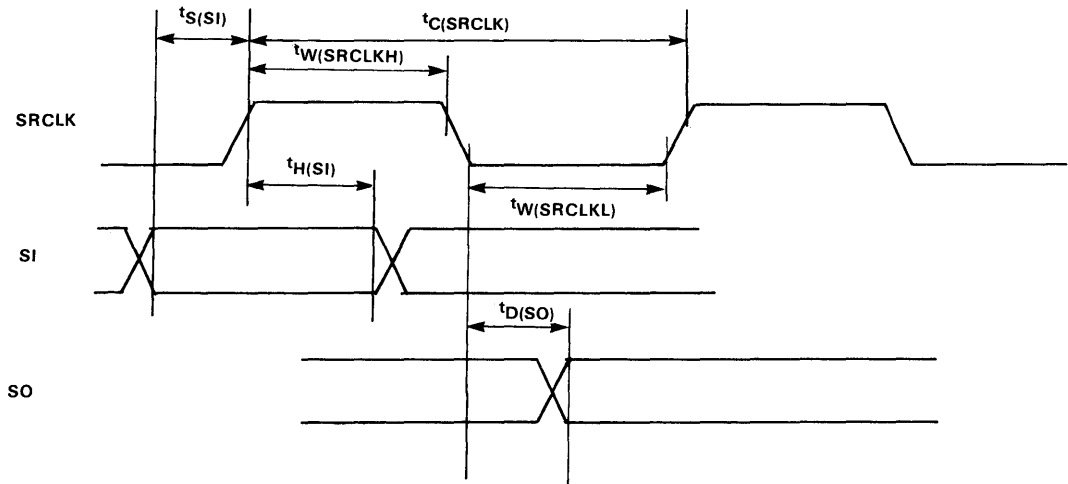 tS(SI)
tC(SRCLK)
tW(SRCLKH)
SRCLK
tH(SI)
tW(SRCLKL)
SI
tD(SO)
SO